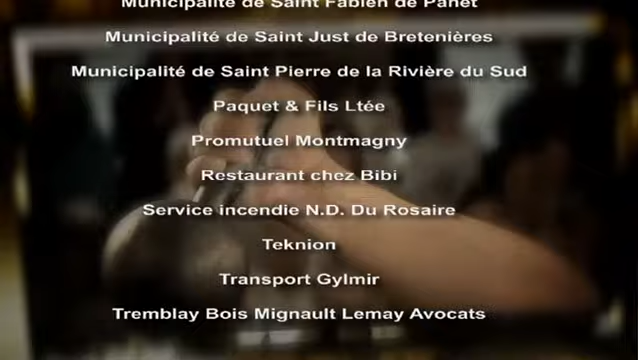 Municipalité de Saint Fabien de Panet
Municipalité de Saint Just de Bretenières
Municipalité de Saint Pierre de la Rivière du Sud
Paquet & Fils Ltée
Promutuel Montmagny
Restaurant chez Bibi
Service incendie N.D. Du Rosaire
Teknion
Transport Gylmir
Tremblay Bois Mignault Lemay Avocats